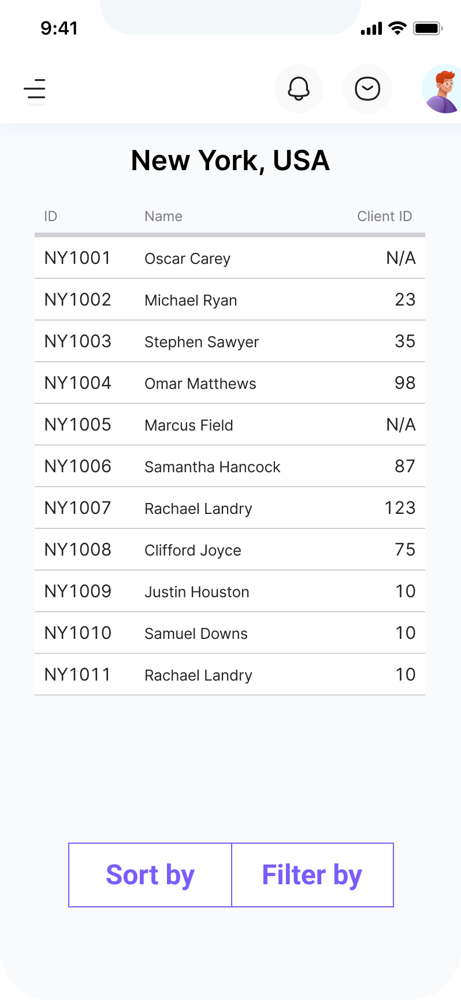 9:41
New York, USA
ID Name Client ID
NY1001 Oscar Carey N/A
NY1002 Michael Ryan 23
NY1003 Stephen Sawyer 35
NY1004 Omar Matthews 98
NY1005 Marcus Field N/A
NY1006 Samantha Hancock 87
NY1007 Rachael Landry 123
NY1008 Clifford Joyce 75
NY1009 Justin Houston 10
NY1010 Samuel Downs 10
NY1011 Rachael Landry 10
Sort by Filter by